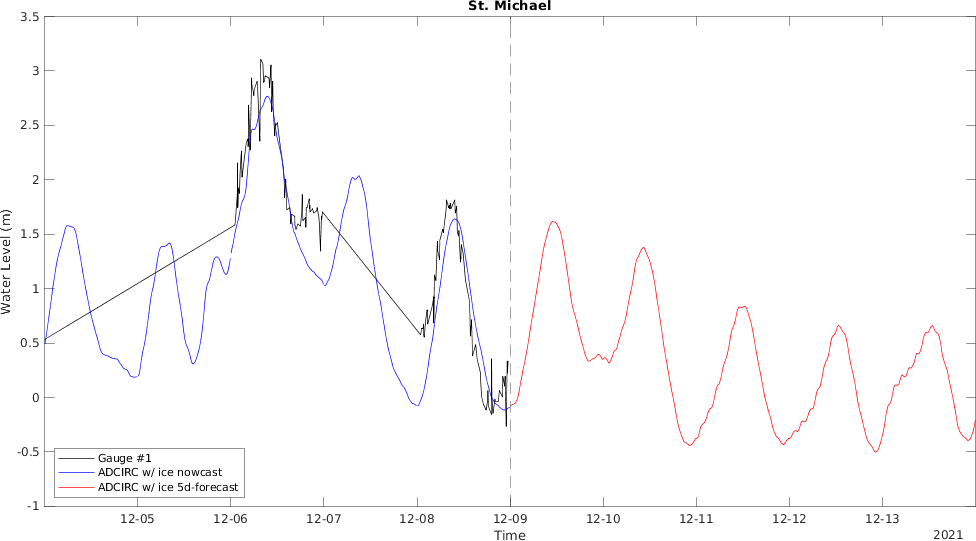 St. Michael
3.5
3
2.5
2
1.5
1
0.5
0
-0.5
-1
Water Level (m)
Gauge #1
ADCIRC w/ ice nowcast
ADCIRC w/ ice 5d-forecast
12-05 12-06 12-07 12-08 12-09 12-10 12-11 12-12 12-13
Time
2021